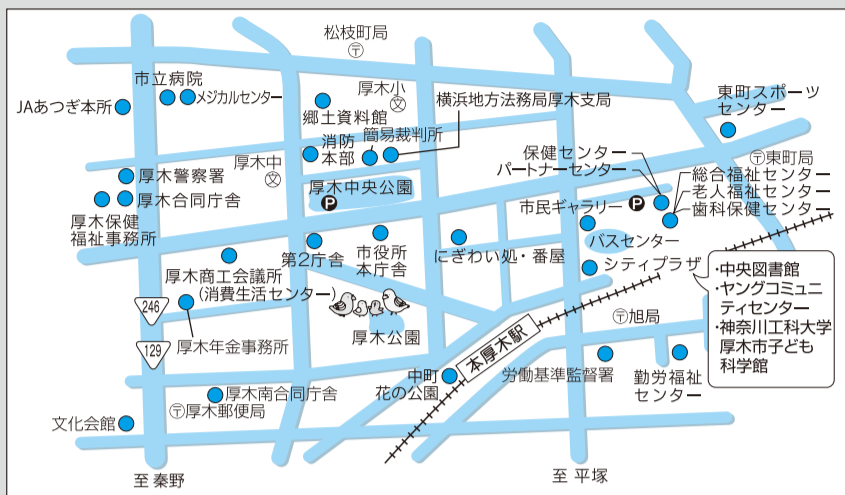 松枝町局
〒
市立病院
メジカルセンター
JAあつぎ本所
郷土資料館
厚木小
文
横浜地方法務局厚木支局
東町スポーツ
センター
消防
本部
簡易裁判所
厚木中
文
厚木警察署
厚木合同庁舎
厚木保健
福祉事務所
厚木中央公園
P
保健センター
パートナーセンター
〒東町局
総合福祉センター
老人福祉センター
歯科保健センター
市民ギャラリー
P
バスセンター
第2庁舎
市役所
本庁舎
にぎわい処・番屋
シティプラザ
・中央図書館
・ヤングコミュニ
ティセンター
・神奈川工科大学
厚木市子ども
科学館
厚木商工会議所
(消費生活センター)
246
129
厚木年金事務所
厚木公園
本厚木駅
〒旭局
中町
花の公園
労働基準監督署
勤労福祉
センター
厚木南合同庁舎
〒厚木郵便局
文化会館
至 秦野
至 平塚